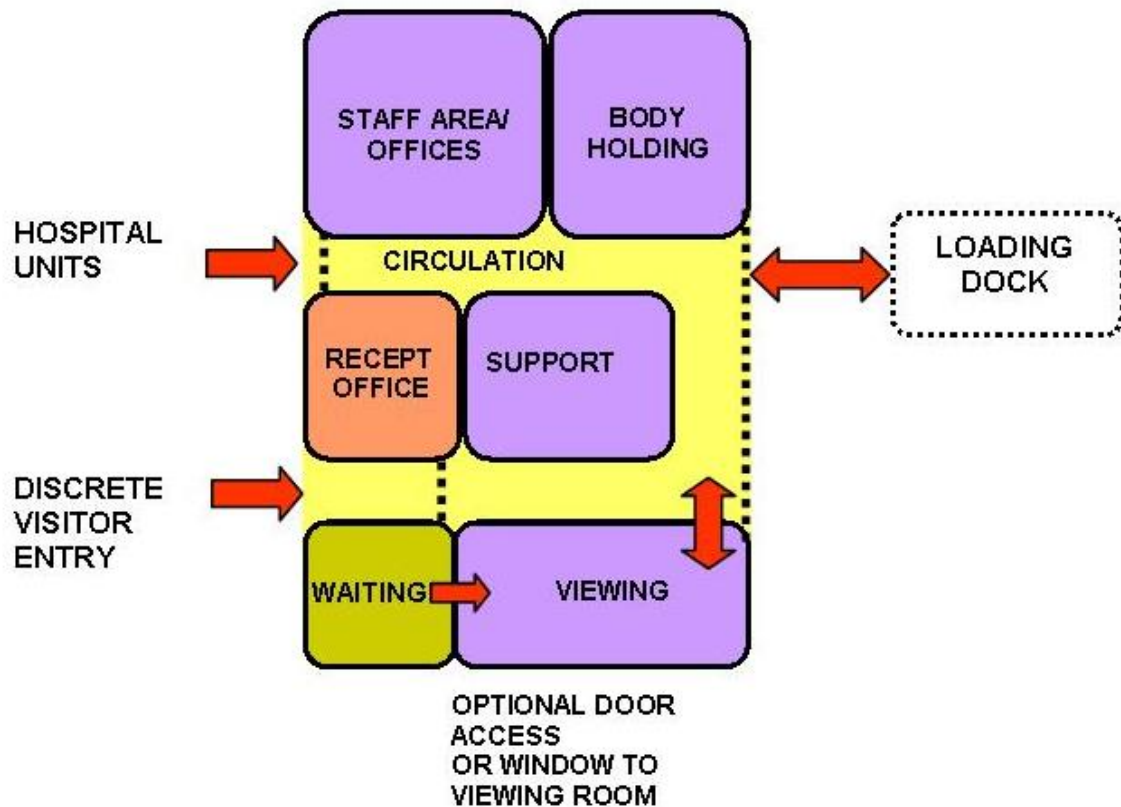 STAFF AREA/
OFFICES
BODY
HOLDING
HOSPITAL
UNITS
CIRCULATION
LOADING
DOCK
RECEPT
OFFICE
SUPPORT
DISCRETE
VISITOR
ENTRY
WAITING
VIEWING
OPTIONAL DOOR
ACCESS
OR WINDOW TO
VIEWING ROOM